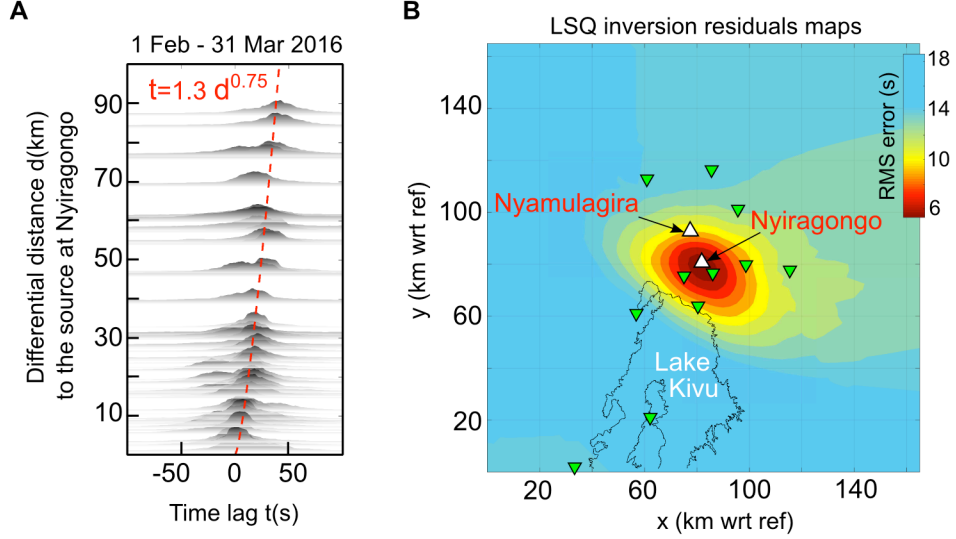 A
1 Feb - 31 Mar 2016
t=1.3 d^0.75
Differential distance d(km)
to the source at Nyiragongo
90
70
50
30
10
-50
0
50
Time lag t(s)
B
LSQ inversion residuals maps
y (km wrt ref)
140
100
60
20
20
60
100
140
x (km wrt ref)
Nyamulagira
Nyiragongo
Lake
Kivu
RMS error (s)
18
14
10
6